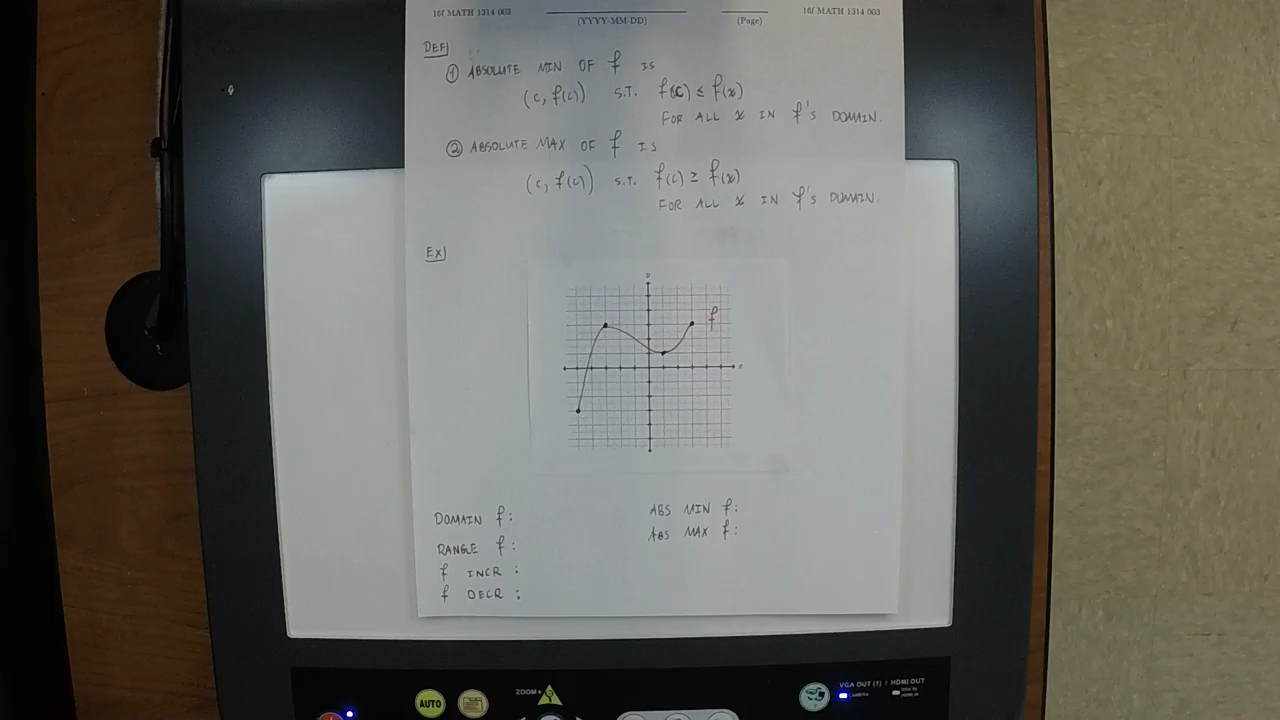 16f MATH 1314 003 (YYYY-MM-DD) (Page) 16f MATH 1314 003
DEF)
① ABSOLUTE MIN OF f IS
(c, f(c)) S.T. f(c) ≤ f(x)
FOR ALL x IN f's DOMAIN.
② ABSOLUTE MAX OF f IS
(c, f(c)) S.T. f(c) ≥ f(x)
FOR ALL x IN f's DOMAIN.
EX)
y
f
x
DOMAIN f:
RANGE f:
f INCR :
f DECR :
ABS MIN f:
ABS MAX f:
ZOOM+
AUTO
VGA OUT (1) / HDMI OUT